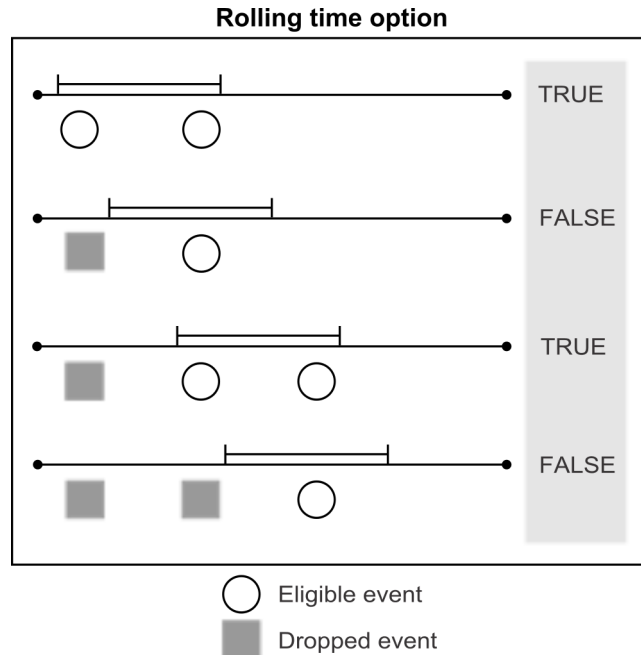 Rolling time option
TRUE
FALSE
TRUE
FALSE
Eligible event
Dropped event